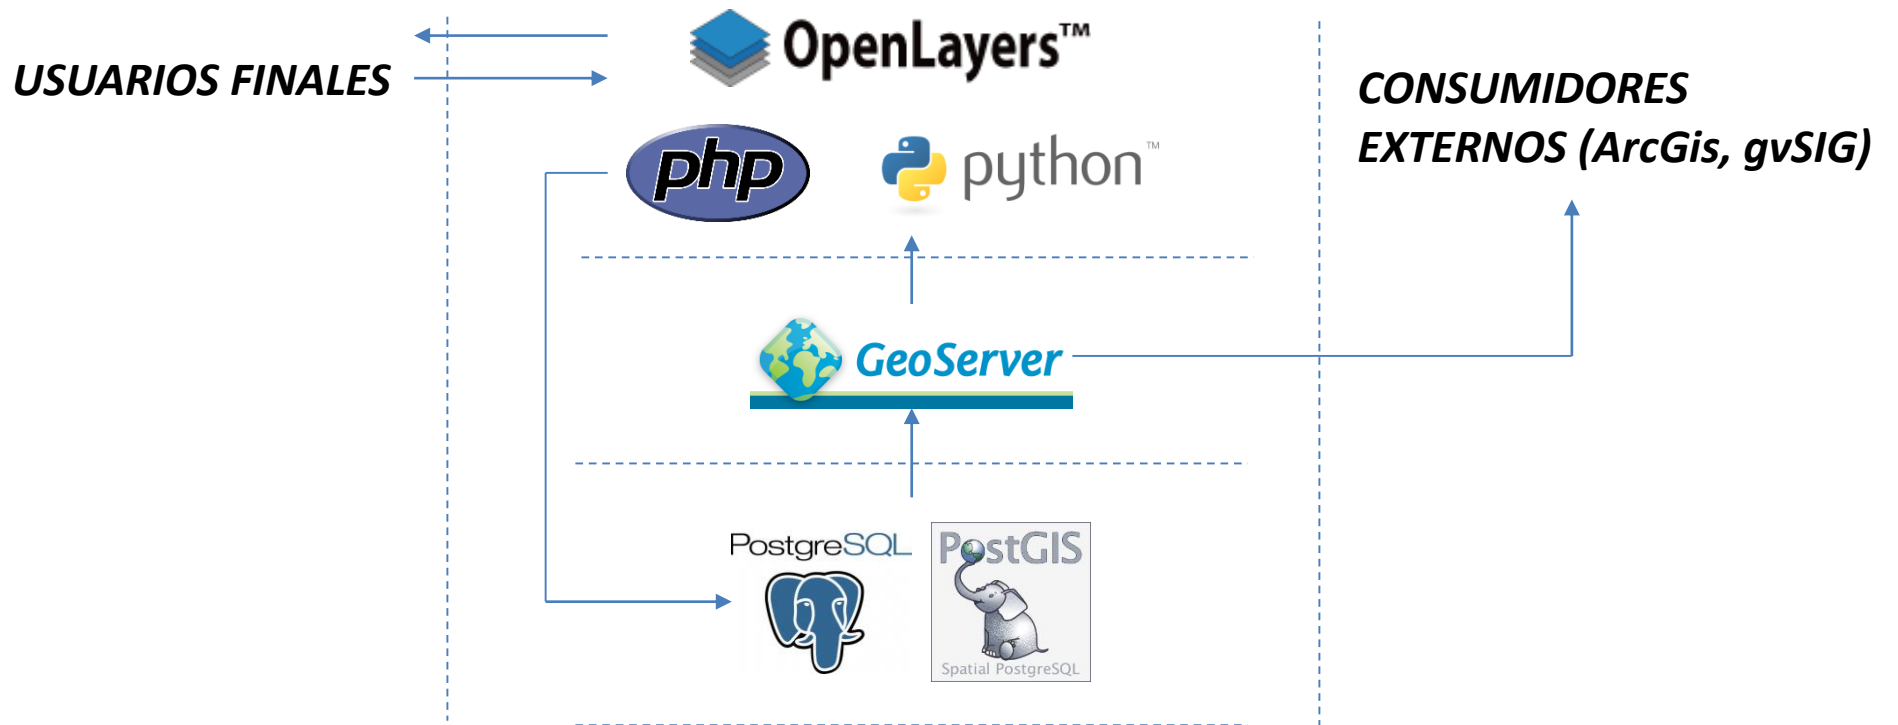 OpenLayers™
USUARIOS FINALES
CONSUMIDORES
EXTERNOS (ArcGis, gvSIG)
php
python™
GeoServer
PostgreSQL
PostGIS
Spatial PostgreSQL